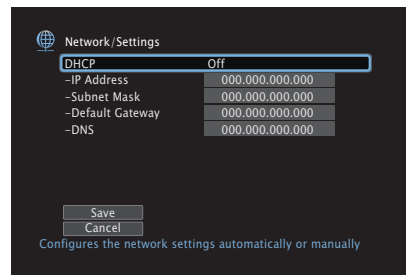 Network/Settings
DHCP Off
–IP Address 000.000.000.000
–Subnet Mask 000.000.000.000
–Default Gateway 000.000.000.000
–DNS 000.000.000.000
Save
Cancel
Configures the network settings automatically or manually